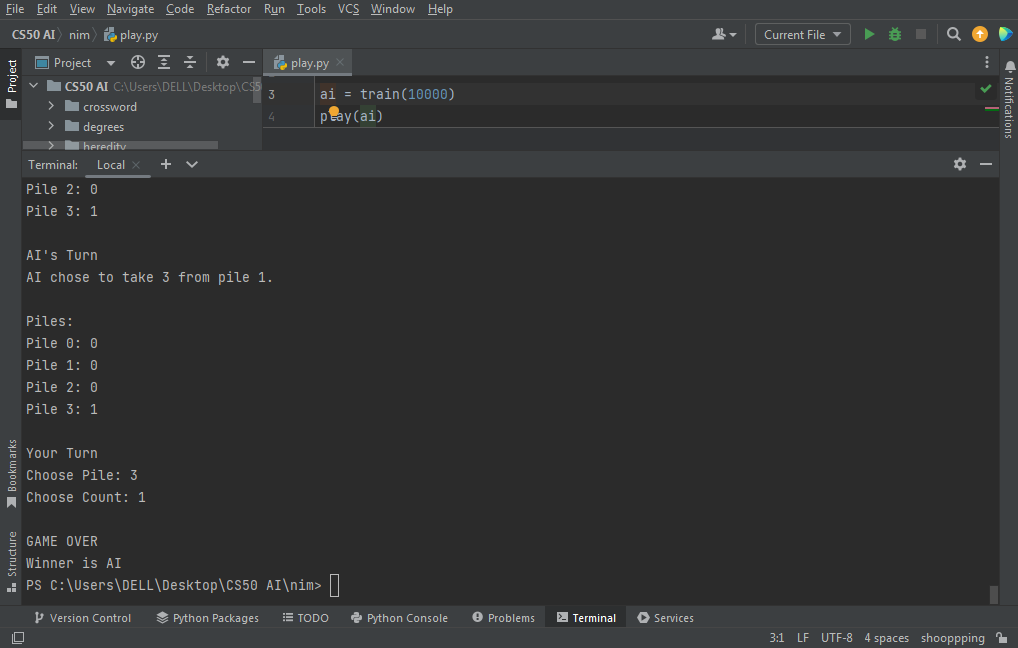 File Edit View Navigate Code Refactor Run Tools VCS Window Help
CS50 AI nim play.py Current File
Project play.py
Project
CS50 AI C:\Users\DELL\Desktop\CS5
crossword
degrees
heredity
3 ai = train(10000)
4 play(ai)
Notifications
Terminal: Local
Pile 2: 0
Pile 3: 1
AI's Turn
AI chose to take 3 from pile 1.
Piles:
Pile 0: 0
Pile 1: 0
Pile 2: 0
Pile 3: 1
Your Turn
Choose Pile: 3
Choose Count: 1
GAME OVER
Winner is AI
PS C:\Users\DELL\Desktop\CS50 AI\nim>
Bookmarks
Structure
Version Control Python Packages TODO Python Console Problems Terminal Services
3:1 LF UTF-8 4 spaces shooppping